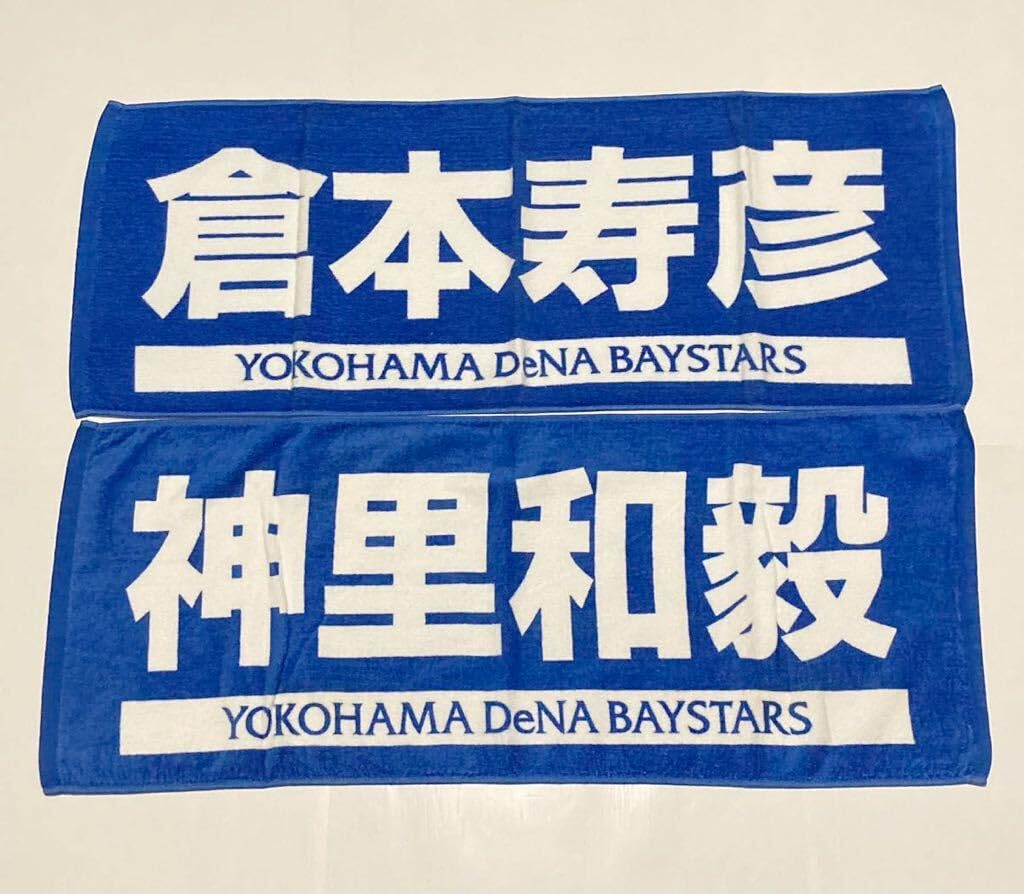 倉本寿彦
YOKOHAMA DeNA BAYSTARS
神里和毅
YOKOHAMA DeNA BAYSTARS